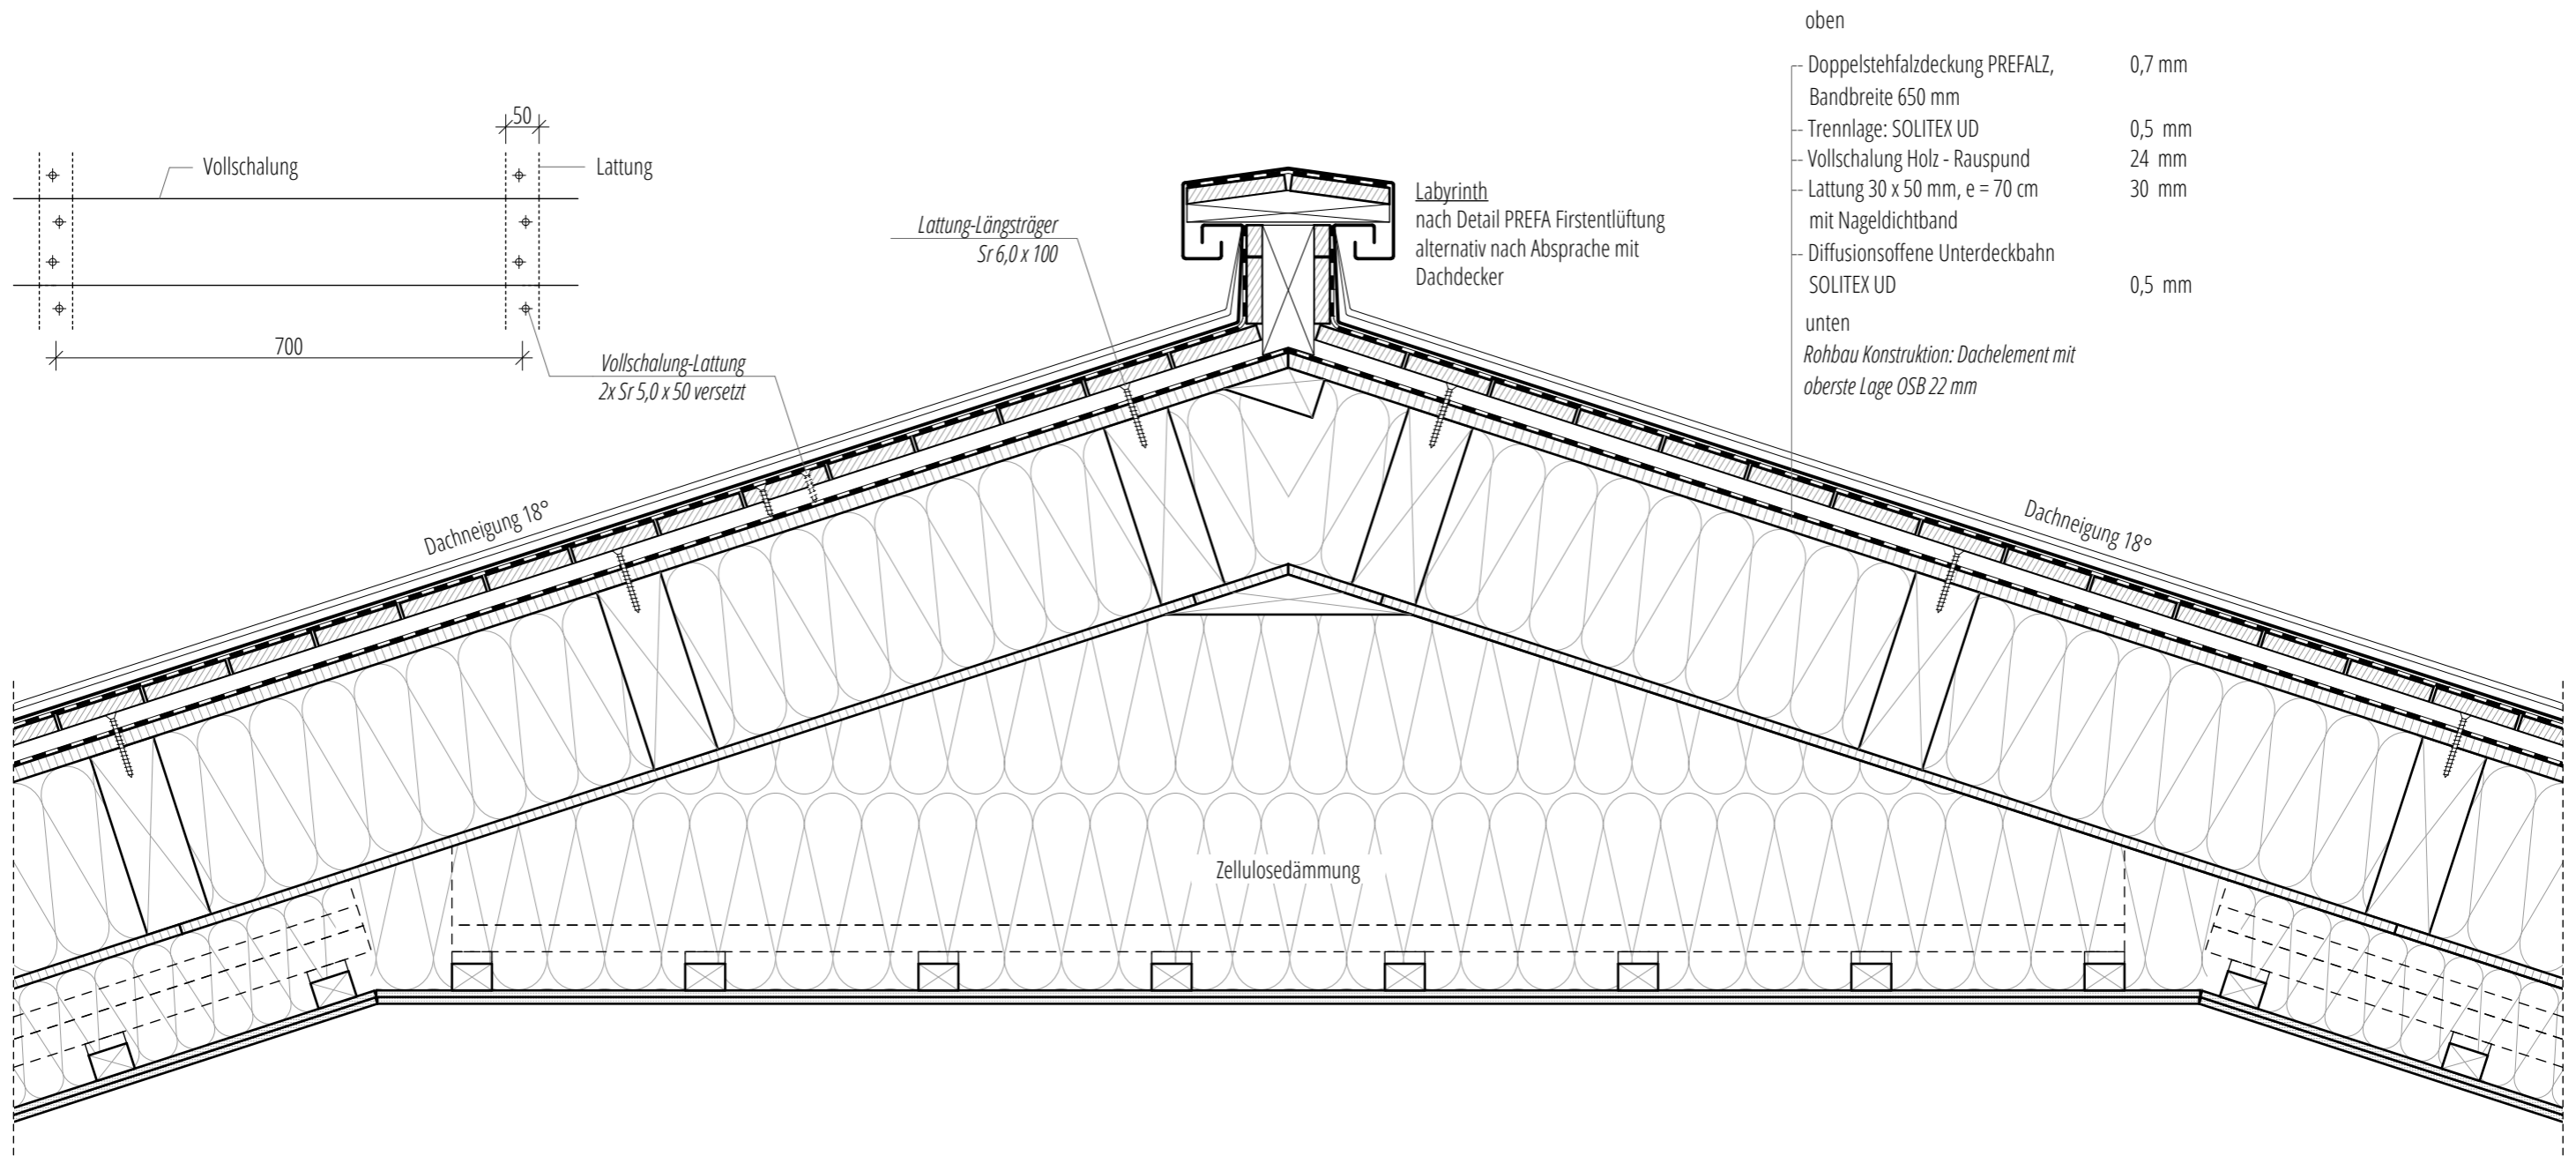 oben
Doppelstehfalzdeckung PREFALZ, 0,7 mm
Bandbreite 650 mm
Trennlage: SOLITEX UD 0,5 mm
Vollschalung Holz - Rauspund 24 mm
Lattung 30 x 50 mm, e = 70 cm 30 mm
mit Nageldichtband
Diffusionsoffene Unterdeckbahn
SOLITEX UD 0,5 mm
unten
Rohbau Konstruktion: Dachelement mit
oberste Lage OSB 22 mm
50
Vollschalung
Lattung
700
Lattung-Längsträger
Sr 6,0 x 100
Vollschalung-Lattung
2x Sr 5,0 x 50 versetzt
Labyrinth
nach Detail PREFA Firstentlüftung
alternativ nach Absprache mit
Dachdecker
Dachneigung 18°
Dachneigung 18°
Zellulosedämmung